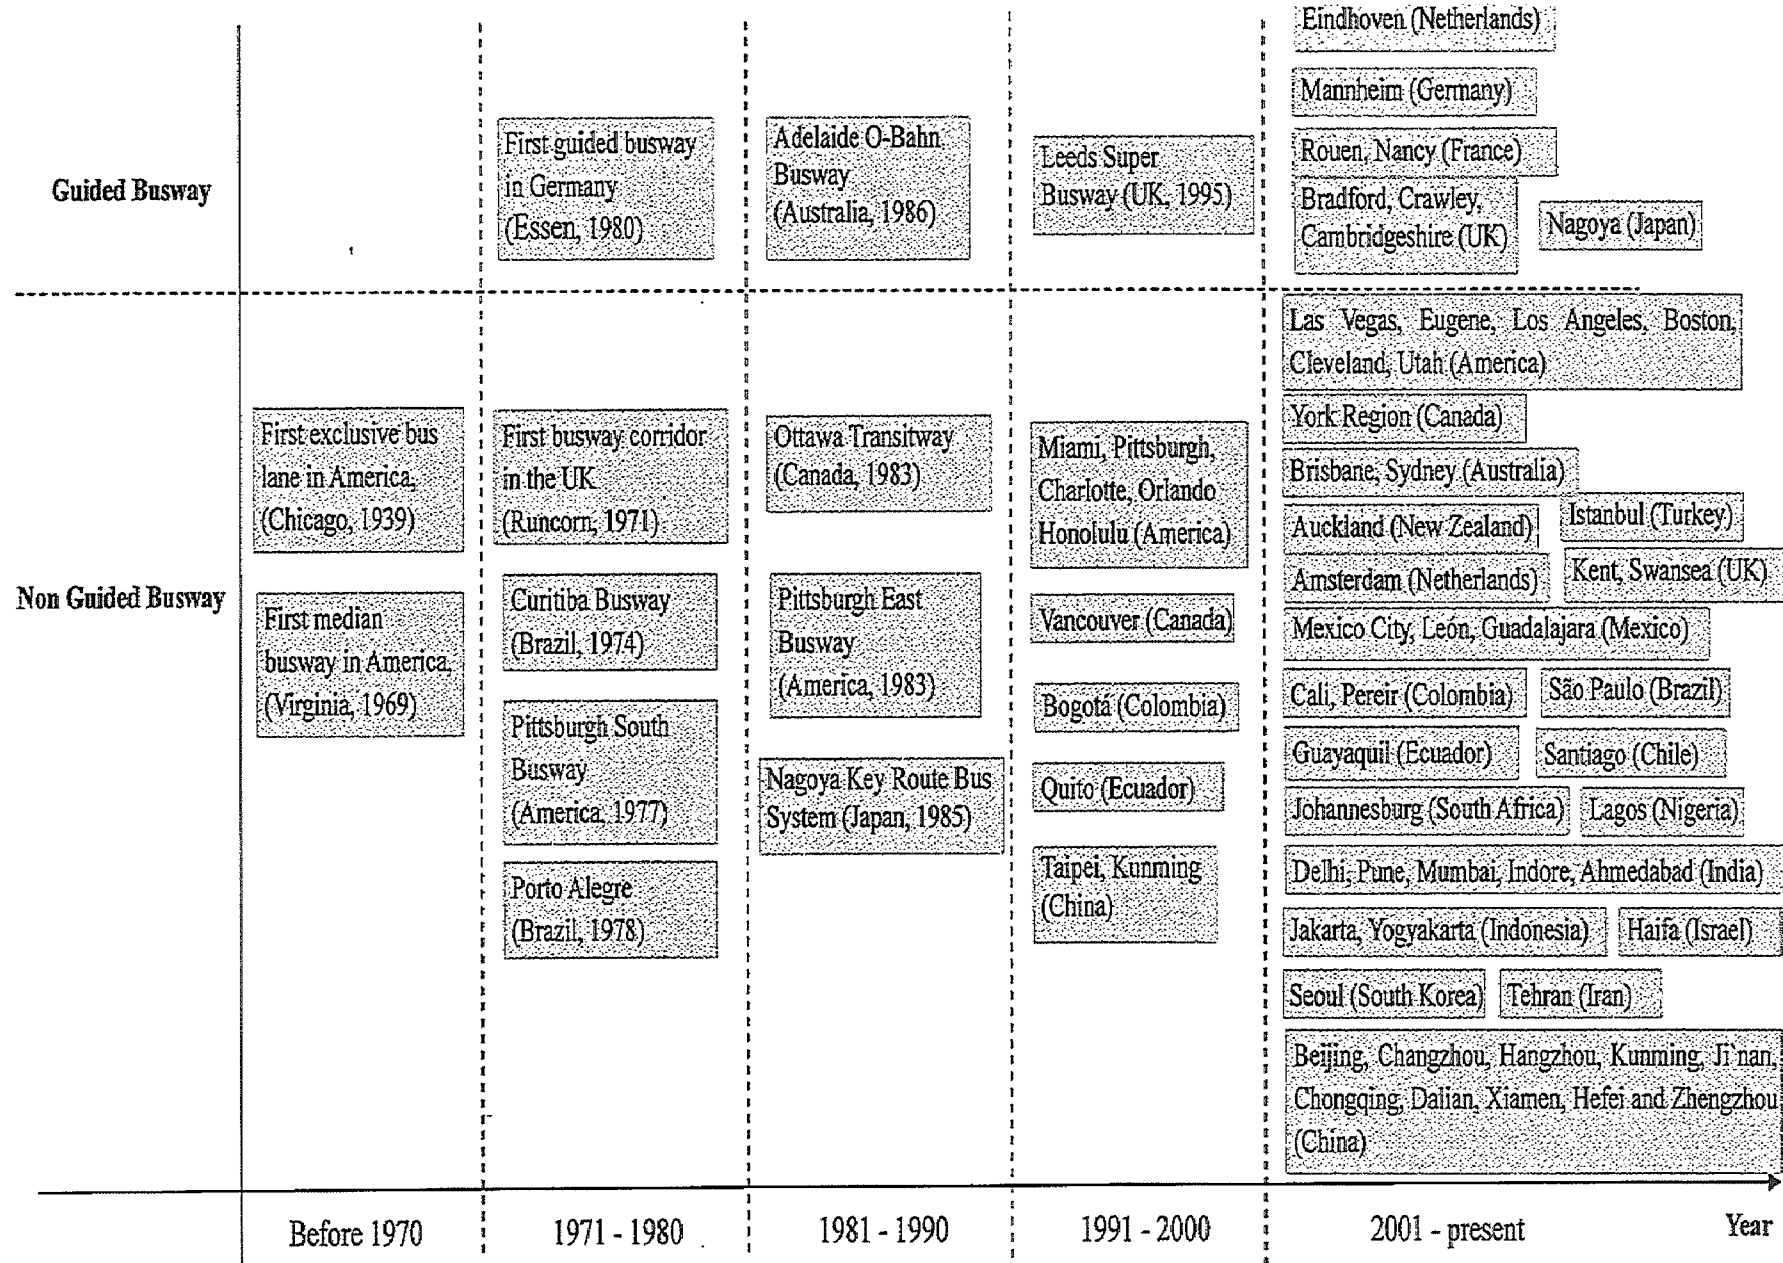 Guided Busway
First guided busway
in Germany
(Essen, 1980)
Adelaide O-Bahn
Busway
(Australia, 1986)
Leeds Super
Busway (UK, 1995)
Eindhoven (Netherlands)
Mannheim (Germany)
Rouen, Nancy (France)
Bradford, Crawley,
Cambridgeshire (UK)
Nagoya (Japan)
Non Guided Busway
First exclusive bus
lane in America,
(Chicago, 1939)
First median
busway in America,
(Virginia, 1969)
First busway corridor
in the UK
(Runcorn, 1971)
Curitiba Busway
(Brazil, 1974)
Pittsburgh South
Busway
(America, 1977)
Porto Alegre
(Brazil, 1978)
Ottawa Transitway
(Canada, 1983)
Pittsburgh East
Busway
(America, 1983)
Nagoya Key Route Bus
System (Japan, 1985)
Miami, Pittsburgh,
Charlotte, Orlando
Honolulu (America)
Vancouver (Canada)
Bogotá (Colombia)
Quito (Ecuador)
Taipei, Kunming
(China)
Las Vegas, Eugene, Los Angeles, Boston,
Cleveland, Utah (America)
York Region (Canada)
Brisbane, Sydney (Australia)
Auckland (New Zealand)
Istanbul (Turkey)
Amsterdam (Netherlands)
Kent, Swansea (UK)
Mexico City, León, Guadalajara (Mexico)
Cali, Pereir (Colombia)
São Paulo (Brazil)
Guayaquil (Ecuador)
Santiago (Chile)
Johannesburg (South Africa)
Lagos (Nigeria)
Delhi, Pune, Mumbai, Indore, Ahmedabad (India)
Jakarta, Yogyakarta (Indonesia)
Haifa (Israel)
Seoul (South Korea)
Tehran (Iran)
Beijing, Changzhou, Hangzhou, Kunming, Ji`nan,
Chongqing, Dalian, Xiamen, Hefei and Zhengzhou
(China)
Before 1970
1971 - 1980
1981 - 1990
1991 - 2000
2001 - present
Year